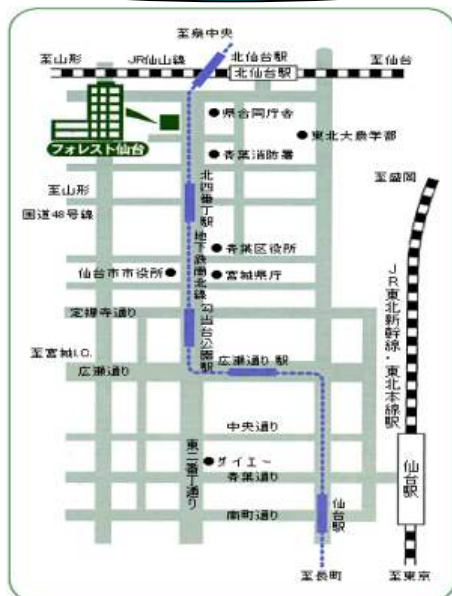 至泉中央
至山形
JR仙山線
北仙台駅
北仙台駅
至仙台
県合同庁舎
東北大農学部
フォレスト仙台
青葉消防署
至盛岡
至山形
国道48号線
北四番丁駅
地下鉄南北線
青葉区役所
仙台市市役所
宮城県庁
勾当台公園駅
定禅寺通り
JR東北新幹線・東北本線駅
至宮城I.C.
広瀬通り 駅
広瀬通り
中央通り
東二番丁通り
ダイエー
青葉通り
仙台駅
仙台駅
南町通り
至長町
至東京